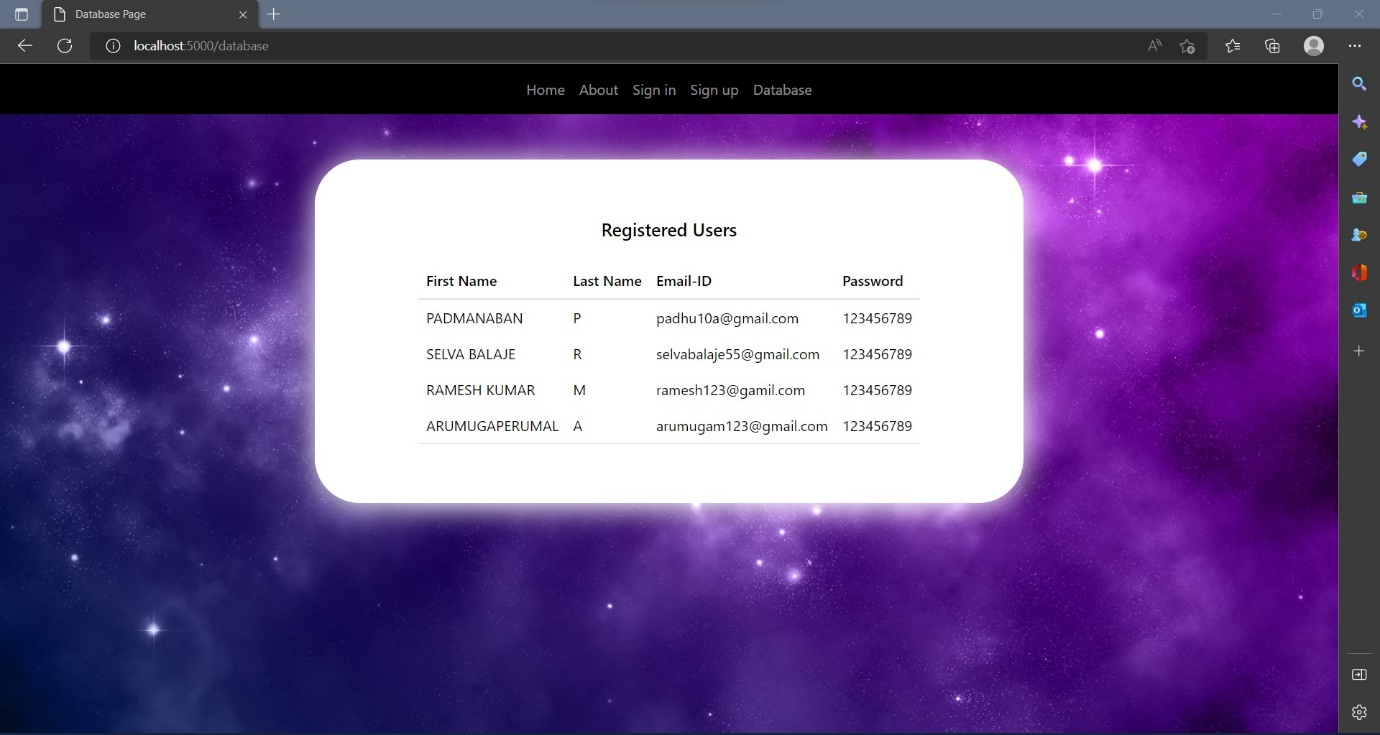 Database Page
localhost:5000/database
Home About Sign in Sign up Database
Registered Users
First Name Last Name Email-ID Password
PADMANABAN P padhu10a@gmail.com 123456789
SELVA BALAJE R selvabalaje55@gmail.com 123456789
RAMESH KUMAR M ramesh123@gamil.com 123456789
ARUMUGAPERUMAL A arumugam123@gmail.com 123456789